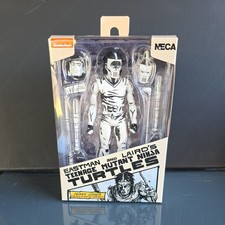 NECA
EASTMAN AND LAIRD'S
TEENAGE MUTANT NINJA
TURTLES